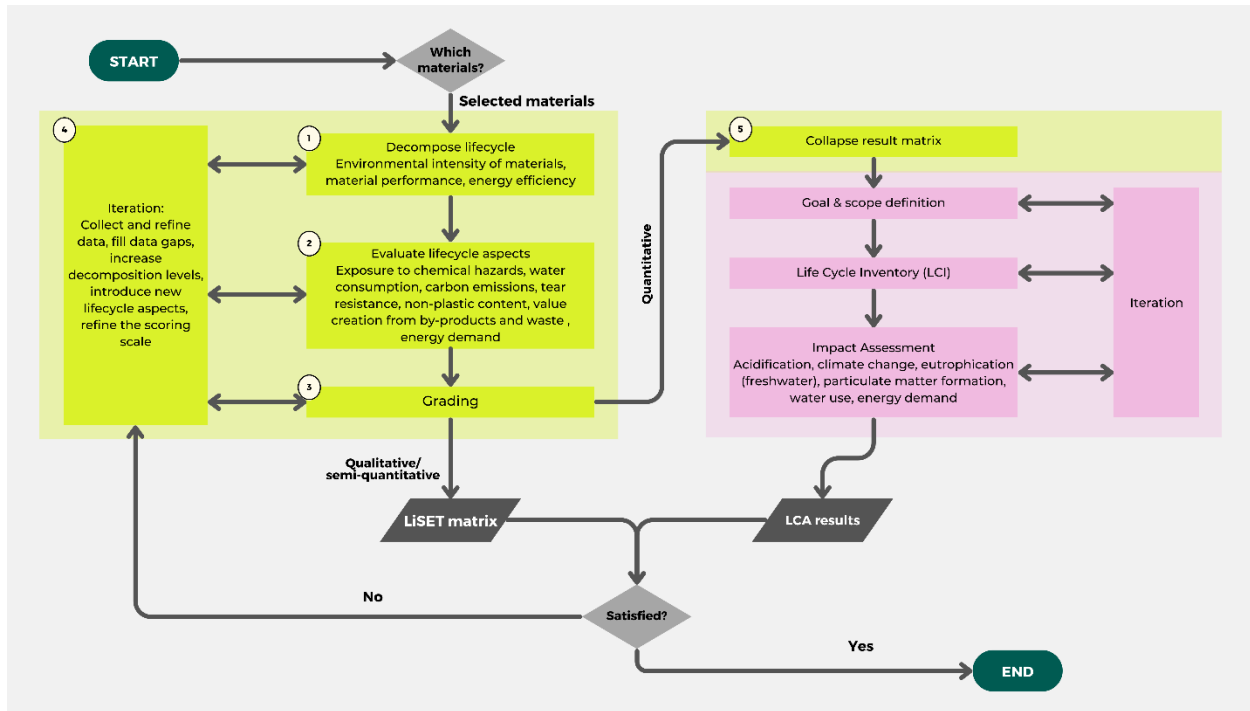 START
Which
materials?
Selected materials
4
Iteration:
Collect and refine
data, fill data gaps,
increase
decomposition levels,
introduce new
lifecycle aspects,
refine the scoring
scale
1
Decompose lifecycle
Environmental intensity of materials,
material performance, energy efficiency
2
Evaluate lifecycle aspects
Exposure to chemical hazards, water
consumption, carbon emissions, tear
resistance, non-plastic content, value
creation from by-products and waste ,
energy demand
3
Grading
Quantitative
5
Collapse result matrix
Goal & scope definition
Life Cycle Inventory (LCI)
Impact Assessment
Acidification, climate change, eutrophication
(freshwater), particulate matter formation,
water use, energy demand
Iteration
Qualitative/
semi-quantitative
LiSET matrix
LCA results
Satisfied?
No
Yes
END